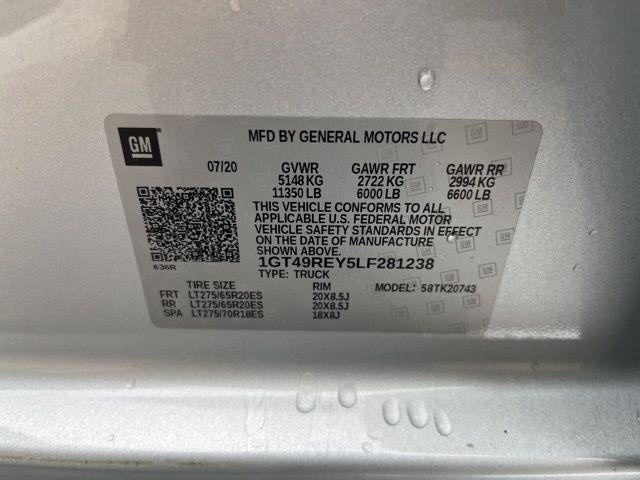 GM
MFD BY GENERAL MOTORS LLC
07/20 GVWR GAWR FRT GAWR RR
5148 KG 2722 KG 2994 KG
11350 LB 6000 LB 6600 LB
THIS VEHICLE CONFORMS TO ALL
APPLICABLE U.S. FEDERAL MOTOR
VEHICLE SAFETY STANDARDS IN EFFECT
ON THE DATE OF MANUFACTURE
SHOWN ABOVE.
636R
1GT49REY5LF281238
TYPE: TRUCK
TIRE SIZE RIM MODEL: 58TK20743
FRT LT275/65R20ES 20X8.5J
RR LT275/65R20ES 20X8.5J
SPA LT275/70R18ES 18X8J